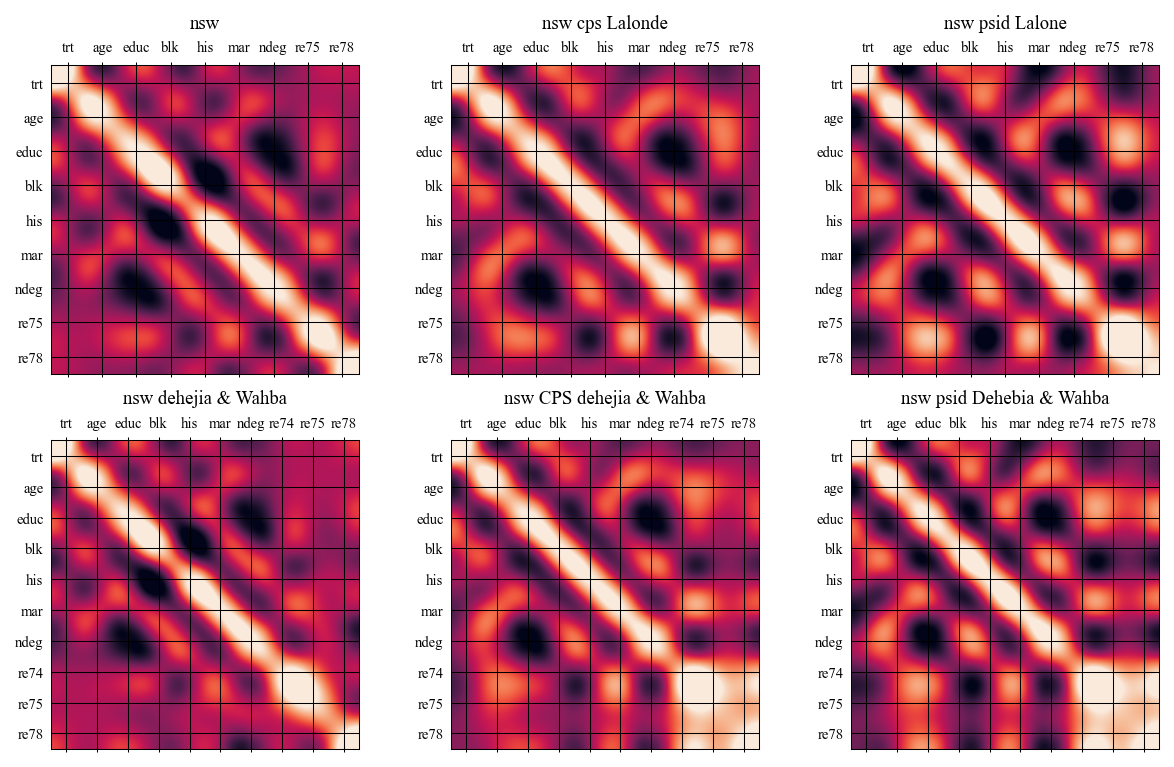 nsw
nsw cps Lalonde
nsw psid Lalone
trt age educ blk his mar ndeg re75 re78
trt age educ blk his mar ndeg re75 re78
trt age educ blk his mar ndeg re75 re78
trt
age
educ
blk
his
mar
ndeg
re75
re78
trt
age
educ
blk
his
mar
ndeg
re75
re78
trt
age
educ
blk
his
mar
ndeg
re75
re78
nsw dehejia & Wahba
nsw CPS dehejia & Wahba
nsw psid Dehebia & Wahba
trt age educ blk his mar ndeg re74 re75 re78
trt age educ blk his mar ndeg re74 re75 re78
trt age educ blk his mar ndeg re74 re75 re78
trt
age
educ
blk
his
mar
ndeg
re74
re75
re78
trt
age
educ
blk
his
mar
ndeg
re74
re75
re78
trt
age
educ
blk
his
mar
ndeg
re74
re75
re78